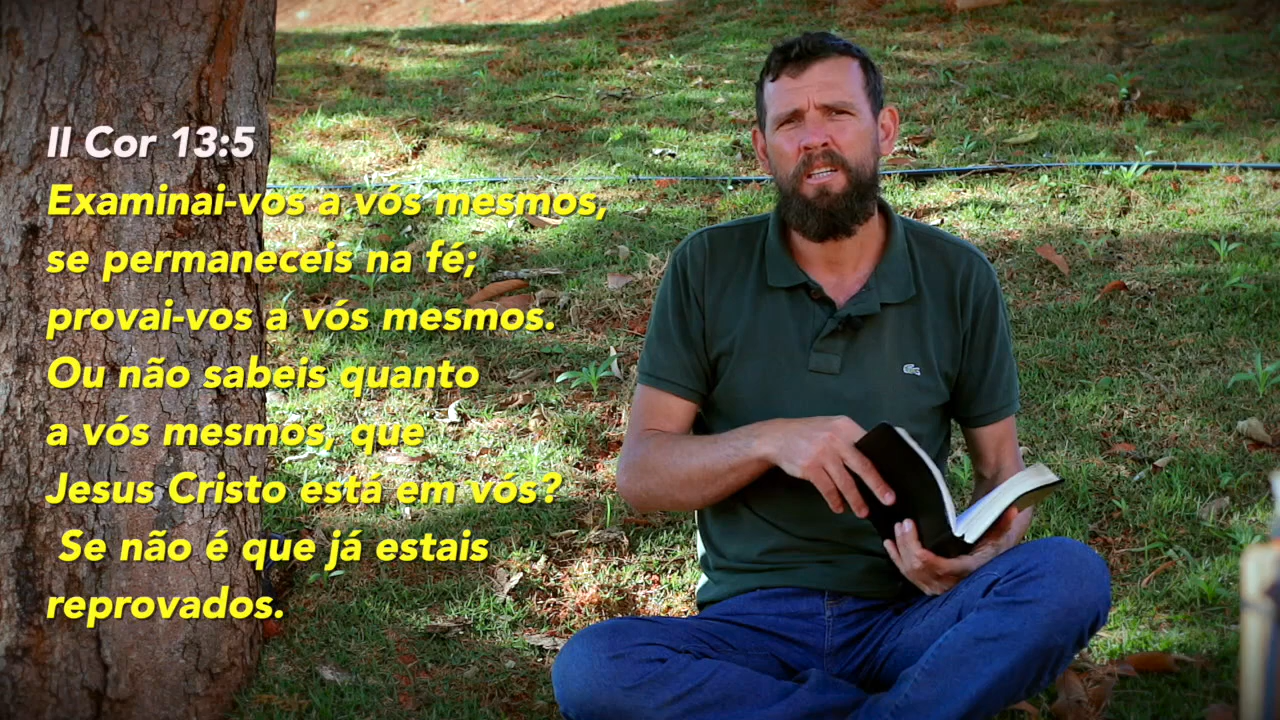 II Cor 13:5
Examinai-vos a vós mesmos,
se permaneceis na fé;
provai-vos a vós mesmos.
Ou não sabeis quanto
a vós mesmos, que
Jesus Cristo está em vós?
Se não é que já estais
reprovados.